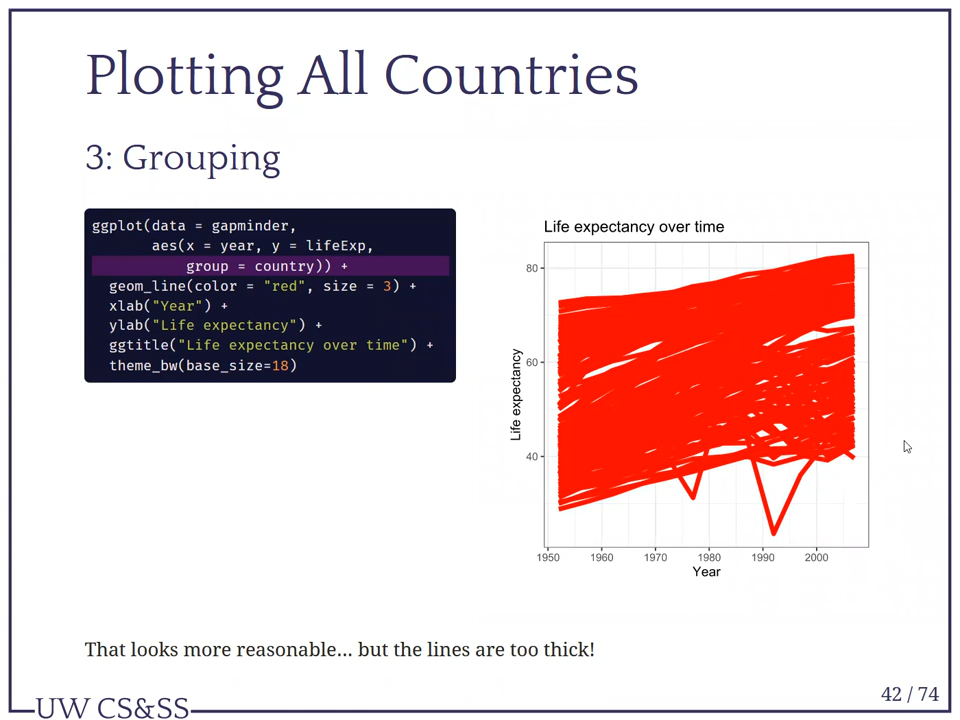 Plotting All Countries
3: Grouping
ggplot(data = gapminder,
aes(x = year, y = lifeExp,
group = country)) +
geom_line(color = "red", size = 3) +
xlab("Year") +
ylab("Life expectancy") +
ggtitle("Life expectancy over time") +
theme_bw(base_size=18)
Life expectancy over time
Life expectancy
80
60
40
1950 1960 1970 1980 1990 2000
Year
That looks more reasonable... but the lines are too thick!
42 / 74
UW CS&SS